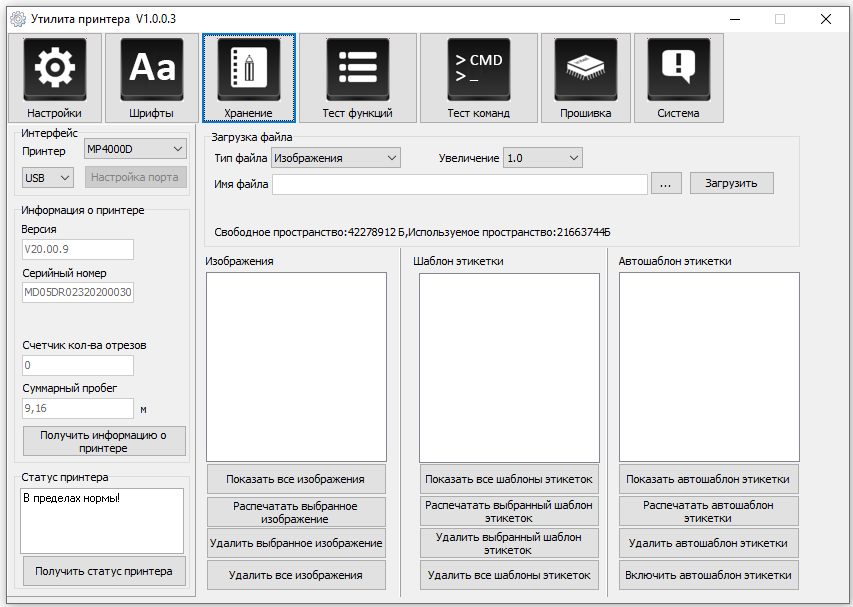 Утилита принтера V1.0.0.3
Aa
> CMD
>_
Настройки
Шрифты
Хранение
Тест функций
Тест команд
Прошивка
Система
Интерфейс
Принтер
MP4000D
USB
Настройка порта
Информация о принтере
Версия
V20.00.9
Серийный номер
MD05DR02320200030
Счетчик кол-ва отрезов
0
Суммарный пробег
9,16
м
Получить информацию о
принтере
Статус принтера
В пределах нормы!
Получить статус принтера
Загрузка файла
Тип файла
Изображения
Увеличение
1.0
Имя файла
...
Загрузить
Свободное пространство:42278912 Б,Используемое пространство:21663744Б
Изображения
Показать все изображения
Распечатать выбранное
изображение
Удалить выбранное изображение
Удалить все изображения
Шаблон этикетки
Показать все шаблоны этикеток
Распечатать выбранный шаблон
этикеток
Удалить выбранный шаблон
этикеток
Удалить все шаблоны этикеток
Автошаблон этикетки
Показать автошаблон этикетки
Распечатать автошаблон
этикетки
Удалить автошаблон этикетки
Включить автошаблон этикетки